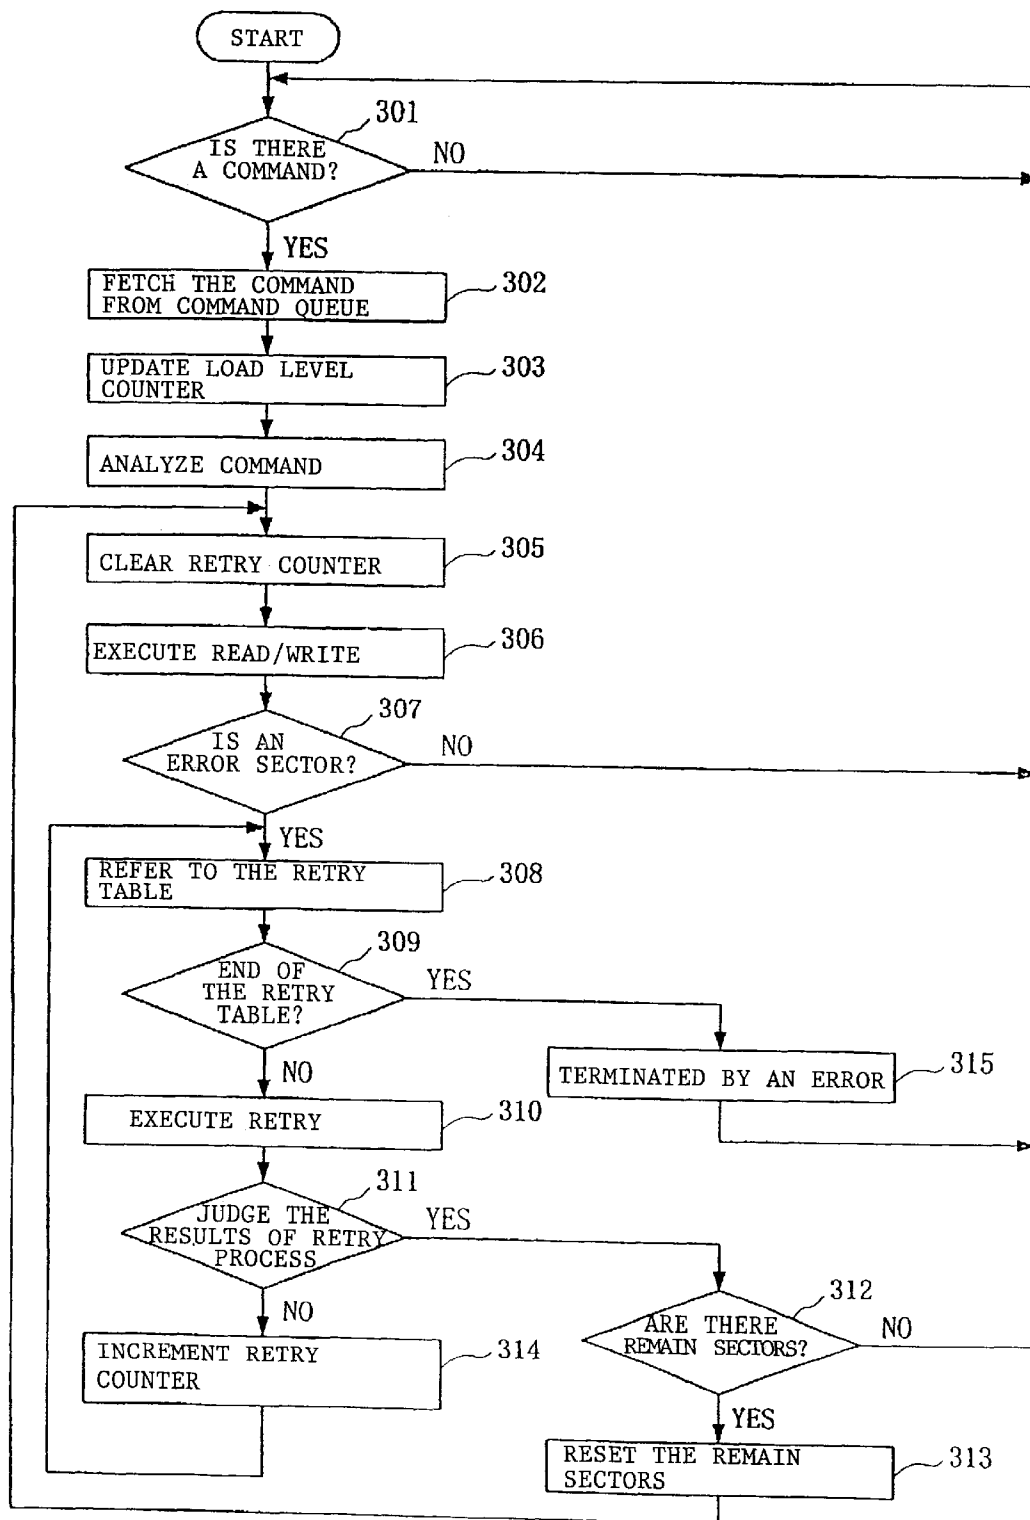 START
301
IS THERE
A COMMAND?
NO
YES
FETCH THE COMMAND
FROM COMMAND QUEUE
302
UPDATE LOAD LEVEL
COUNTER
303
ANALYZE COMMAND
304
CLEAR RETRY COUNTER
305
EXECUTE READ/WRITE
306
307
IS AN
ERROR SECTOR?
NO
YES
REFER TO THE RETRY
TABLE
308
309
END OF
THE RETRY
TABLE?
YES
NO
TERMINATED BY AN ERROR
315
EXECUTE RETRY
310
311
JUDGE THE
RESULTS OF RETRY
PROCESS
YES
NO
312
ARE THERE
REMAIN SECTORS?
NO
YES
INCREMENT RETRY
COUNTER
314
RESET THE REMAIN
SECTORS
313